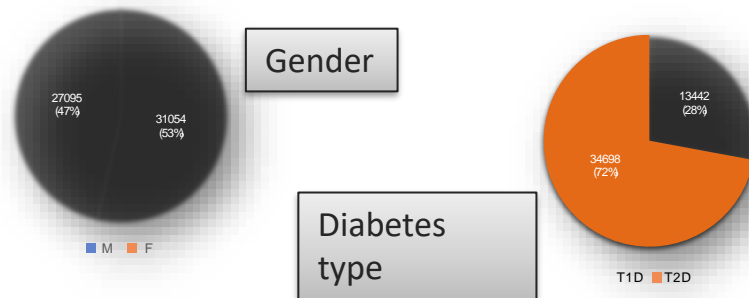 Gender
27095
(47%)
31054
(53%)
M F
13442
(28%)
34698
(72%)
Diabetes
type
T1D T2D